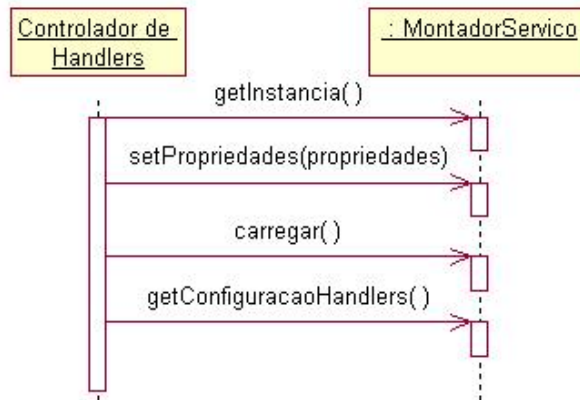 Controlador de
Handlers
: MontadorServico
getInstancia( )
setPropriedades(propriedades)
carregar( )
getConfiguracaoHandlers( )